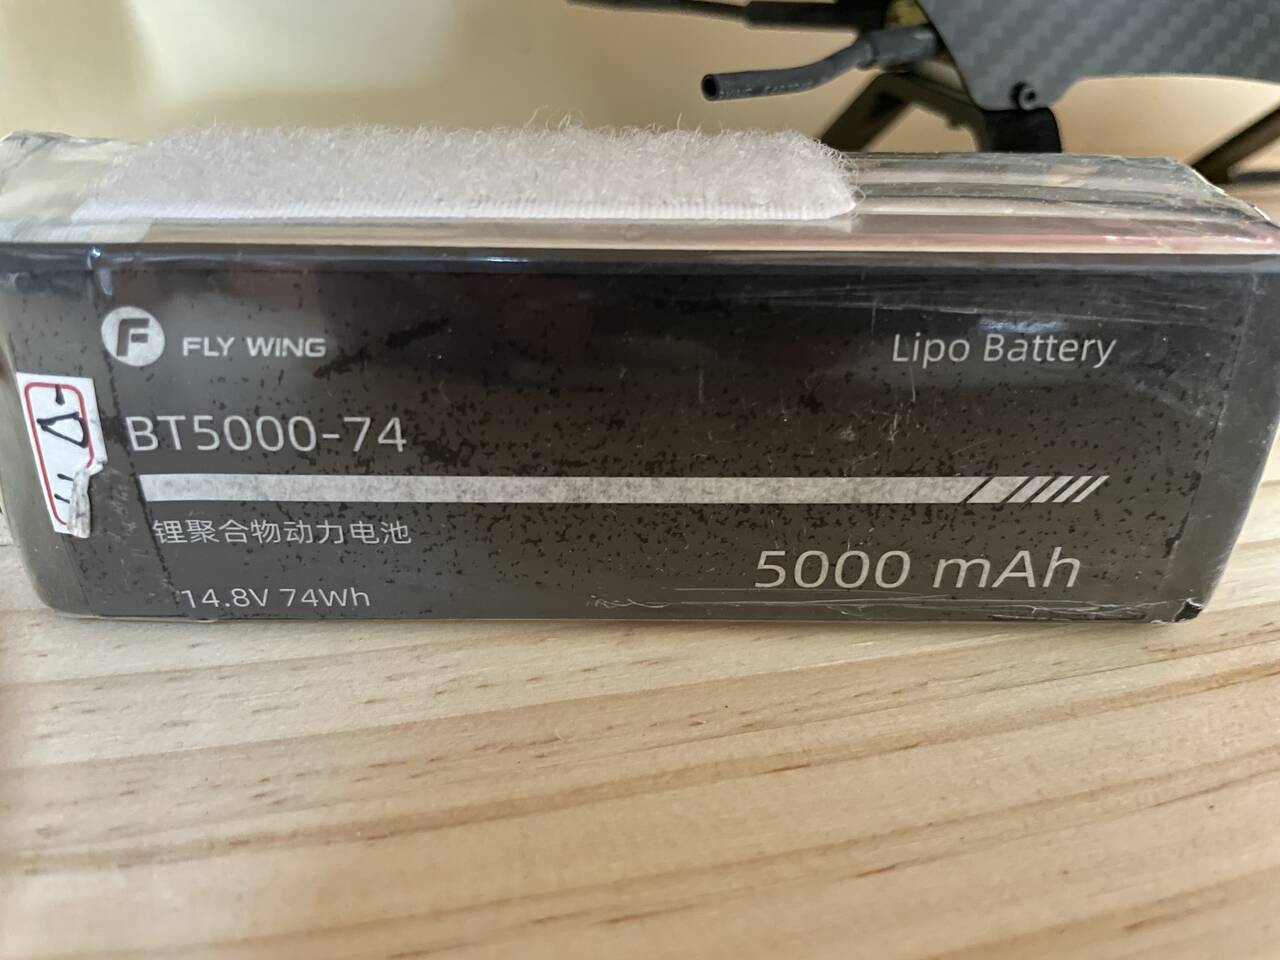 F FLY WING
Lipo Battery
BT5000-74
锂聚合物动力电池
14.8V 74Wh
5000 mAh